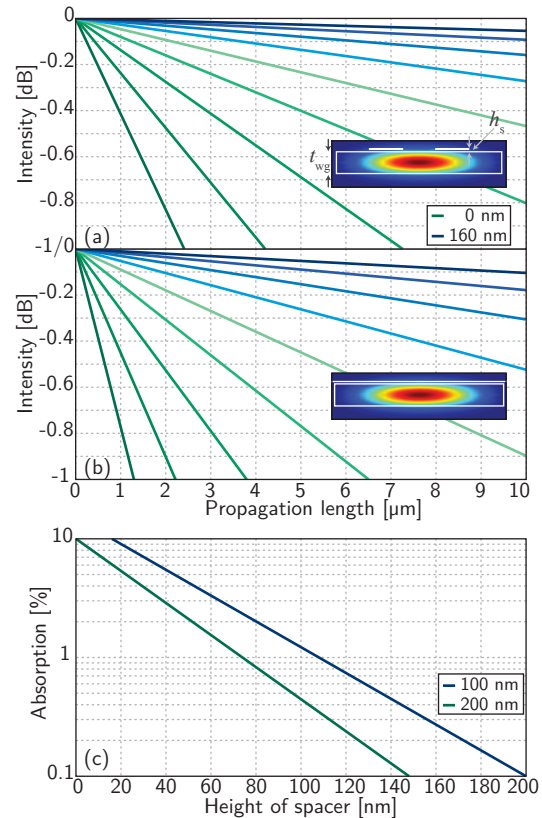 0
-0.2
-0.4
-0.6
-0.8
-1/0
Intensity [dB]
hs
twg
0 nm
160 nm
(a)
-0.2
-0.4
-0.6
-0.8
-1
Intensity [dB]
(b)
0 1 2 3 4 5 6 7 8 9 10
Propagation length [µm]
10
1
0.1
Absorption [%]
100 nm
200 nm
(c)
0 20 40 60 80 100 120 140 160 180 200
Height of spacer [nm]